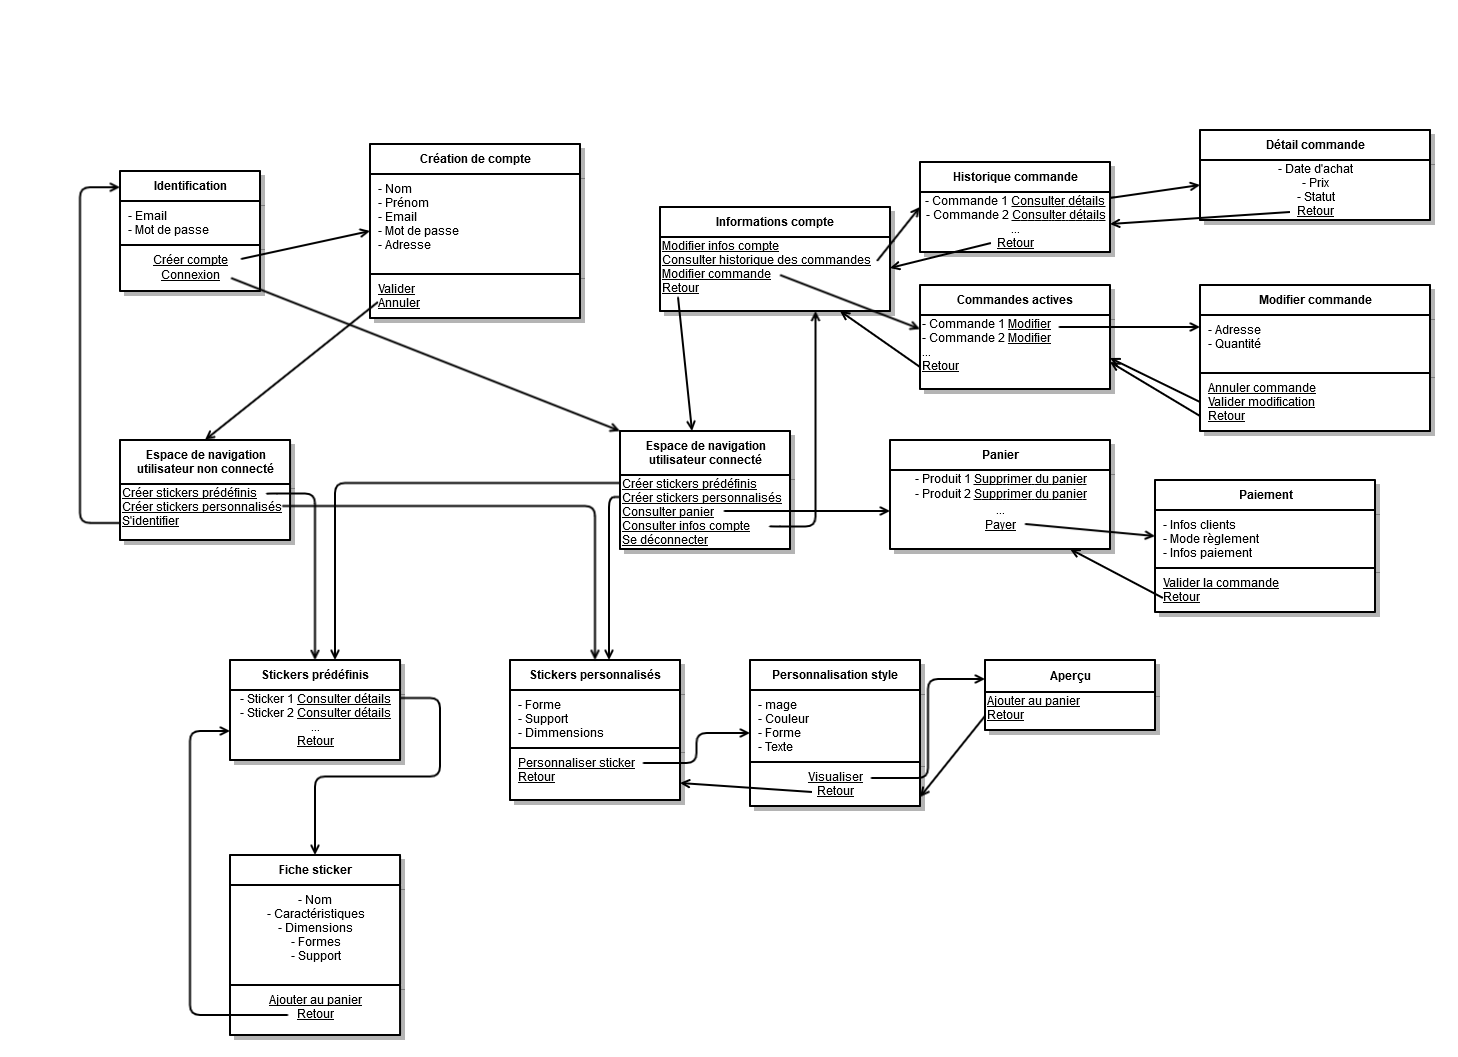 Identification
- Email
- Mot de passe
Créer compte
Connexion
Création de compte
- Nom
- Prénom
- Email
- Mot de passe
- Adresse
Valider
Annuler
Informations compte
Modifier infos compte
Consulter historique des commandes
Modifier commande
Retour
Historique commande
- Commande 1 Consulter détails
- Commande 2 Consulter détails
...
Retour
Détail commande
- Date d'achat
- Prix
- Statut
Retour
Commandes actives
- Commande 1 Modifier
- Commande 2 Modifier
...
Retour
Modifier commande
- Adresse
- Quantité
Annuler commande
Valider modification
Retour
Espace de navigation
utilisateur non connecté
Créer stickers prédéfinis
Créer stickers personnalisés
S'identifier
Espace de navigation
utilisateur connecté
Créer stickers prédéfinis
Créer stickers personnalisés
Consulter panier
Consulter infos compte
Se déconnecter
Panier
- Produit 1 Supprimer du panier
- Produit 2 Supprimer du panier
...
Payer
Paiement
- Infos clients
- Mode règlement
- Infos paiement
Valider la commande
Retour
Stickers prédéfinis
- Sticker 1 Consulter détails
- Sticker 2 Consulter détails
...
Retour
Stickers personnalisés
- Forme
- Support
- Dimmensions
Personnaliser sticker
Retour
Personnalisation style
- mage
- Couleur
- Forme
- Texte
Visualiser
Retour
Aperçu
Ajouter au panier
Retour
Fiche sticker
- Nom
- Caractéristiques
- Dimensions
- Formes
- Support
Ajouter au panier
Retour